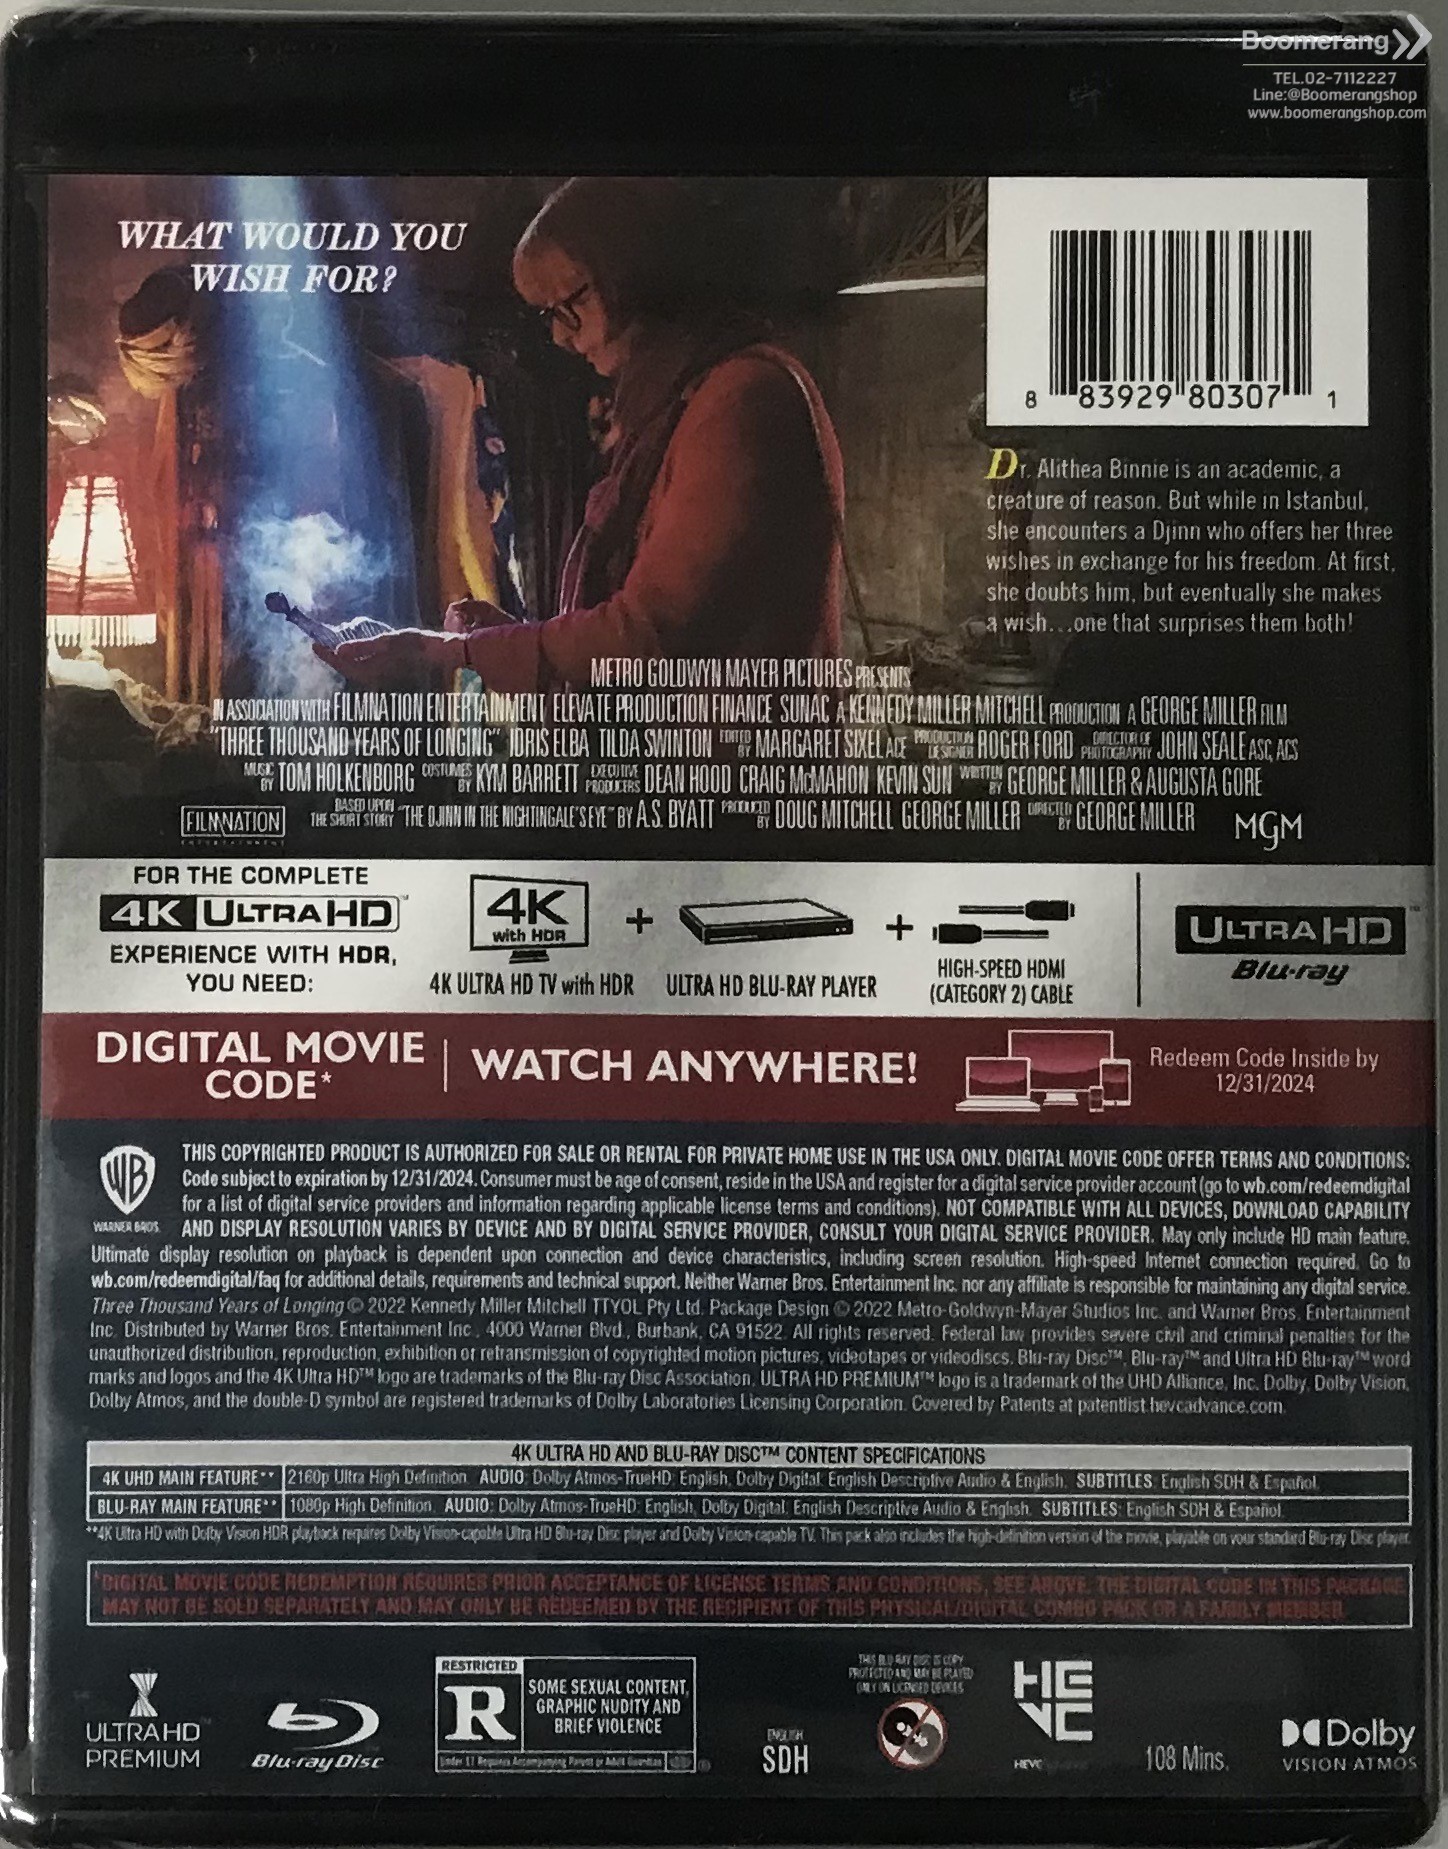 Boomerang
TEL.02-7112227
Line:@Boomerangshop
www.boomerangshop.com
WHAT WOULD YOU
WISH FOR?
8 83929 80307 1
Dr. Alithea Binnie is an academic, a
creature of reason. But while in Istanbul,
she encounters a Djinn who offers her three
wishes in exchange for his freedom. At first,
she doubts him, but eventually she makes
a wish...one that surprises them both!
METRO GOLDWYN MAYER PICTURES PRESENTS
IN ASSOCIATION WITH FILMNATION ENTERTAINMENT ELEVATE PRODUCTION FINANCE SUNAC A KENNEDY MILLER MITCHELL PRODUCTION A GEORGE MILLER FILM
"THREE THOUSAND YEARS OF LONGING" IDRIS ELBA TILDA SWINTON EDITED BY MARGARET SIXEL ACE PRODUCTION DESIGNER ROGER FORD DIRECTOR OF PHOTOGRAPHY JOHN SEALE ASC, ACS
MUSIC BY TOM HOLKENBORG COSTUMES BY KYM BARRETT EXECUTIVE PRODUCERS DEAN HOOD CRAIG McMAHON KEVIN SUN WRITTEN BY GEORGE MILLER & AUGUSTA GORE
BASED UPON THE SHORT STORY "THE DJINN IN THE NIGHTINGALE'S EYE" BY A.S. BYATT PRODUCED BY DOUG MITCHELL GEORGE MILLER DIRECTED BY GEORGE MILLER
FILMNATION
ENTERTAINMENT
MGM
FOR THE COMPLETE
4K ULTRA HD™
EXPERIENCE WITH HDR,
YOU NEED:
4K
with HDR
4K ULTRA HD TV with HDR
+
ULTRA HD BLU-RAY PLAYER
+
HIGH-SPEED HDMI
(CATEGORY 2) CABLE
ULTRA HD™
Blu-ray
DIGITAL MOVIE
CODE*
WATCH ANYWHERE!
Redeem Code Inside by
12/31/2024
WB
WARNER BROS.
THIS COPYRIGHTED PRODUCT IS AUTHORIZED FOR SALE OR RENTAL FOR PRIVATE HOME USE IN THE USA ONLY. DIGITAL MOVIE CODE OFFER TERMS AND CONDITIONS:
Code subject to expiration by 12/31/2024. Consumer must be age of consent, reside in the USA and register for a digital service provider account (go to wb.com/redeemdigital
for a list of digital service providers and information regarding applicable license terms and conditions). NOT COMPATIBLE WITH ALL DEVICES, DOWNLOAD CAPABILITY
AND DISPLAY RESOLUTION VARIES BY DEVICE AND BY DIGITAL SERVICE PROVIDER, CONSULT YOUR DIGITAL SERVICE PROVIDER. May only include HD main feature.
Ultimate display resolution on playback is dependent upon connection and device characteristics, including screen resolution. High-speed Internet connection required. Go to
wb.com/redeemdigital/faq for additional details, requirements and technical support. Neither Warner Bros. Entertainment Inc. nor any affiliate is responsible for maintaining any digital service.
Three Thousand Years of Longing © 2022 Kennedy Miller Mitchell TTYOL Pty Ltd. Package Design © 2022 Metro-Goldwyn-Mayer Studios Inc. and Warner Bros. Entertainment
Inc. Distributed by Warner Bros. Entertainment Inc., 4000 Warner Blvd., Burbank, CA 91522. All rights reserved. Federal law provides severe civil and criminal penalties for the
unauthorized distribution, reproduction, exhibition or retransmission of copyrighted motion pictures, videotapes or videodiscs. Blu-ray Disc™, Blu-ray™ and Ultra HD Blu-ray™ word
marks and logos and the 4K Ultra HD™ logo are trademarks of the Blu-ray Disc Association. ULTRA HD PREMIUM™ logo is a trademark of the UHD Alliance, Inc. Dolby, Dolby Vision,
Dolby Atmos, and the double-D symbol are registered trademarks of Dolby Laboratories Licensing Corporation. Covered by Patents at patentlist.hevcadvance.com.
4K ULTRA HD AND BLU-RAY DISC™ CONTENT SPECIFICATIONS
4K UHD MAIN FEATURE** 2160p Ultra High Definition. AUDIO: Dolby Atmos-TrueHD: English, Dolby Digital: English Descriptive Audio & English. SUBTITLES: English SDH & Español.
BLU-RAY MAIN FEATURE** 1080p High Definition. AUDIO: Dolby Atmos-TrueHD: English, Dolby Digital: English Descriptive Audio & English. SUBTITLES: English SDH & Español.
**4K Ultra HD with Dolby Vision HDR playback requires Dolby Vision-capable Ultra HD Blu-ray Disc player and Dolby Vision-capable TV. This pack also includes the high-definition version of the movie, playable on your standard Blu-ray Disc player.
*DIGITAL MOVIE CODE REDEMPTION REQUIRES PRIOR ACCEPTANCE OF LICENSE TERMS AND CONDITIONS, SEE ABOVE. THE DIGITAL CODE IN THIS PACKAGE
MAY NOT BE SOLD SEPARATELY AND MAY ONLY BE REDEEMED BY THE RECIPIENT OF THIS PHYSICAL/DIGITAL COMBO PACK OR A FAMILY MEMBER.
ULTRA HD™
PREMIUM
Blu-ray Disc
RESTRICTED
R
SOME SEXUAL CONTENT,
GRAPHIC NUDITY AND
BRIEF VIOLENCE
Under 17 Requires Accompanying Parent or Adult Guardian
ENGLISH
SDH
THIS BLU-RAY DISC IS COPY
PROTECTED AND MAY BE PLAYED
ONLY ON LICENSED DEVICES
HEVC
HEVC
108 Mins.
Dolby
VISION·ATMOS